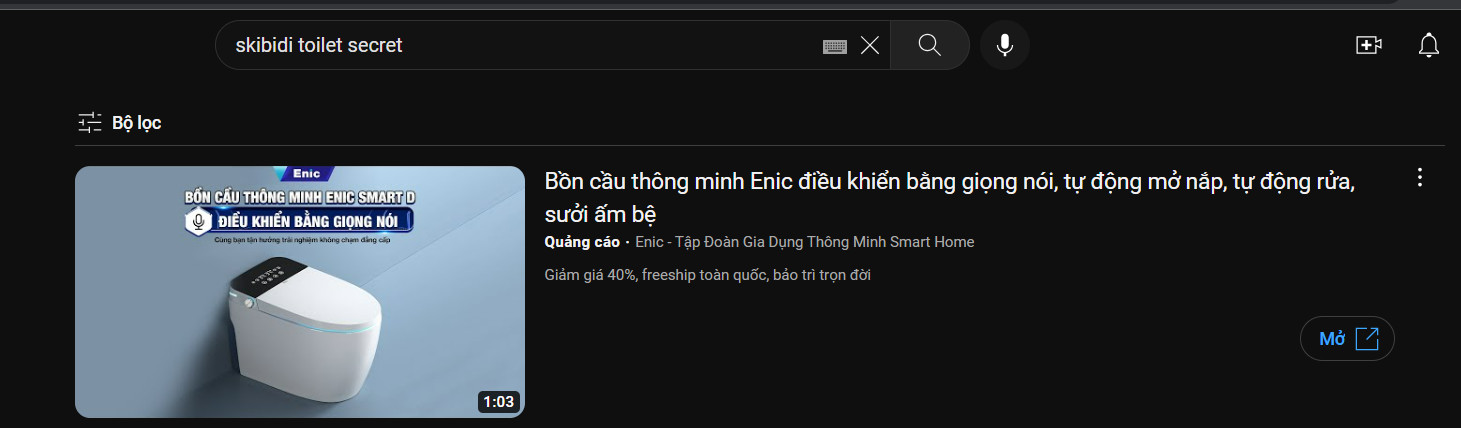 skibidi toilet secret
Bộ lọc
Enic
BỒN CẦU THÔNG MINH ENIC SMART D
ĐIỀU KHIỂN BẰNG GIỌNG NÓI
Cùng bạn tận hưởng trải nghiệm không chạm đẳng cấp
1:03
Bồn cầu thông minh Enic điều khiển bằng giọng nói, tự động mở nắp, tự động rửa,
sưởi ấm bệ
Quảng cáo · Enic - Tập Đoàn Gia Dụng Thông Minh Smart Home
Giảm giá 40%, freeship toàn quốc, bảo trì trọn đời
Mở